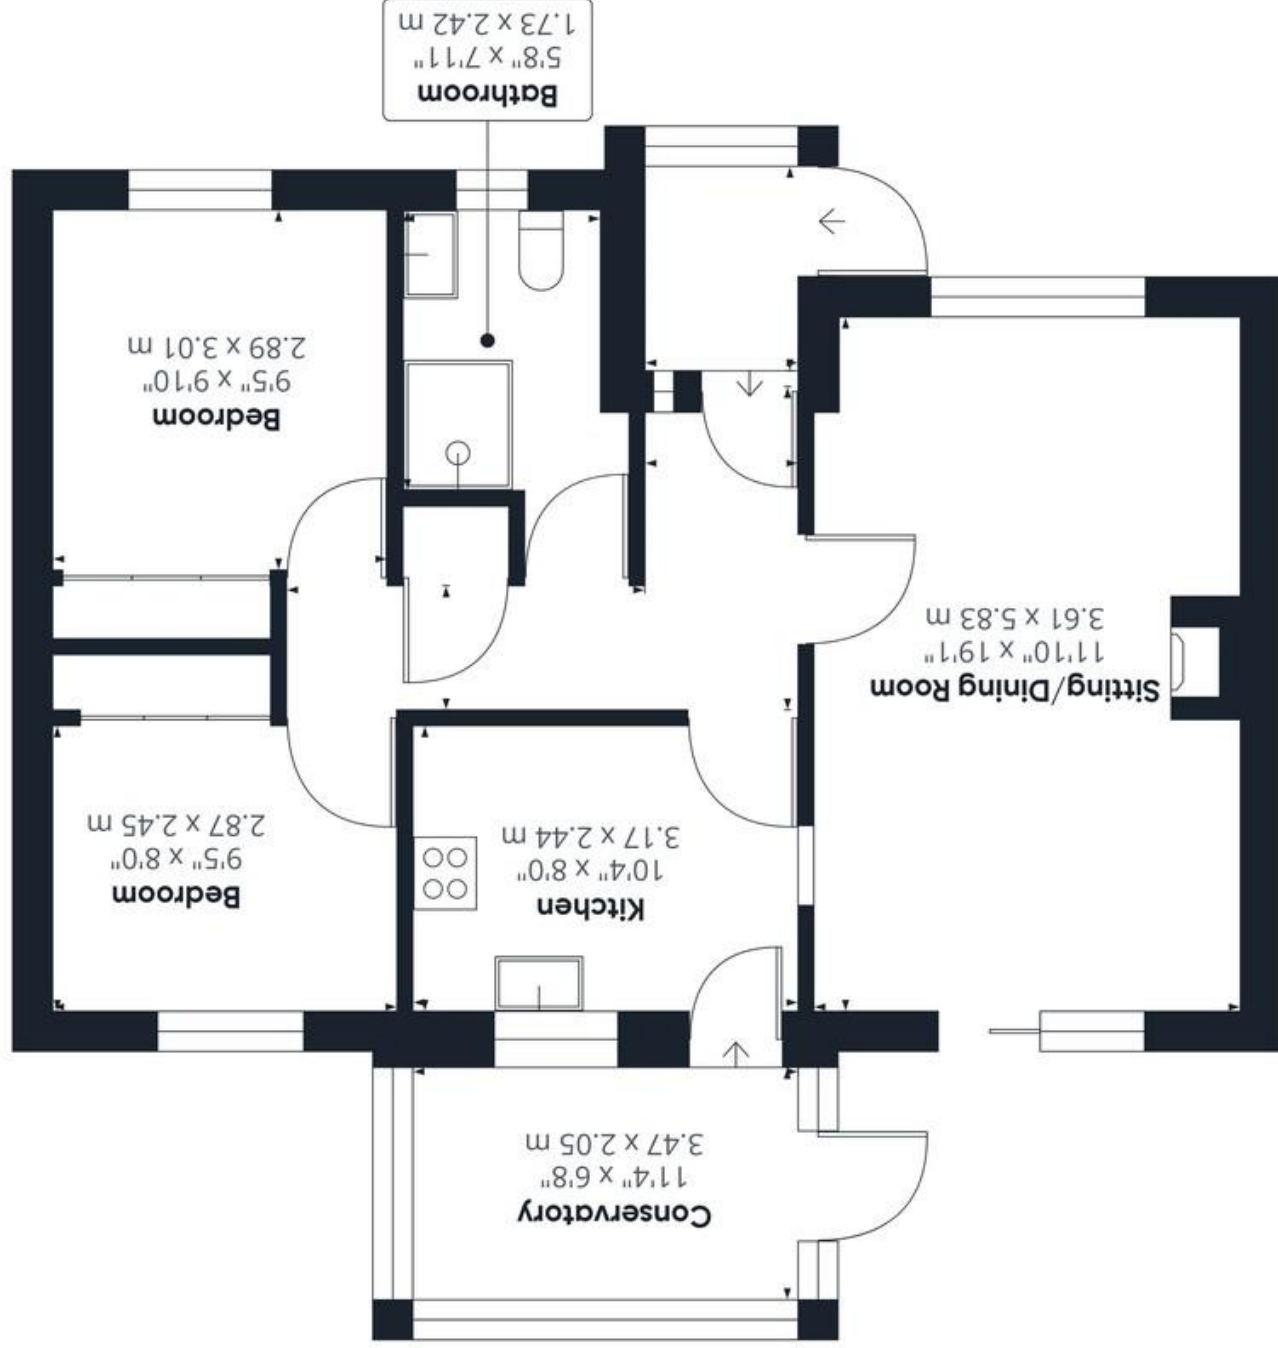 Conservatory
11'4" x 6'8"
3.47 x 2.05 m
Kitchen
10'4" x 8'0"
3.17 x 2.44 m
Bedroom
9'5" x 8'0"
2.87 x 2.45 m
Sitting/Dining Room
11'10" x 19'1"
3.61 x 5.83 m
Bedroom
9'5" x 9'10"
2.89 x 3.01 m
Bathroom
5'8" x 7'11"
1.73 x 2.42 m